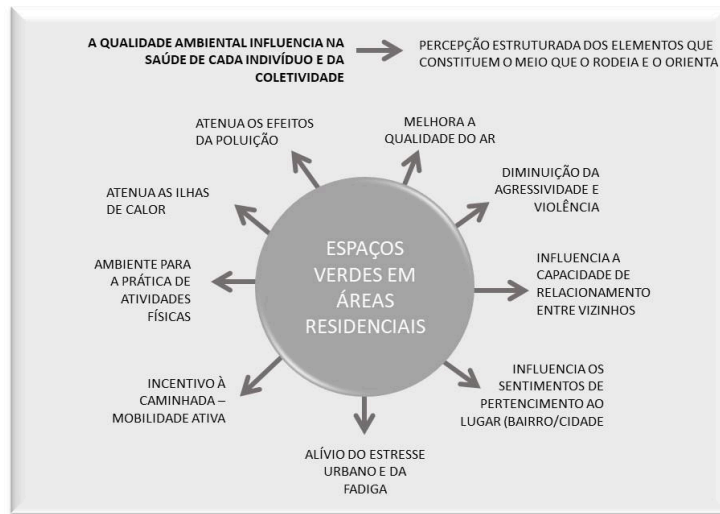 A QUALIDADE AMBIENTAL INFLUENCIA NA
SAÚDE DE CADA INDIVÍDUO E DA
COLETIVIDADE
PERCEPÇÃO ESTRUTURADA DOS ELEMENTOS QUE
CONSTITUEM O MEIO QUE O RODEIA E O ORIENTA
ATENUA OS EFEITOS
DA POLUIÇÃO
MELHORA A
QUALIDADE DO AR
ATENUA AS ILHAS
DE CALOR
DIMINUIÇÃO DA
AGRESSIVIDADE E
VIOLÊNCIA
AMBIENTE PARA
A PRÁTICA DE
ATIVIDADES
FÍSICAS
ESPAÇOS
VERDES EM
ÁREAS
RESIDENCIAIS
INFLUENCIA A
CAPACIDADE DE
RELACIONAMENTO
ENTRE VIZINHOS
INCENTIVO À
CAMINHADA –
MOBILIDADE ATIVA
INFLUENCIA OS
SENTIMENTOS DE
PERTENCIMENTO AO
LUGAR (BAIRRO/CIDADE
ALÍVIO DO ESTRESSE
URBANO E DA
FADIGA